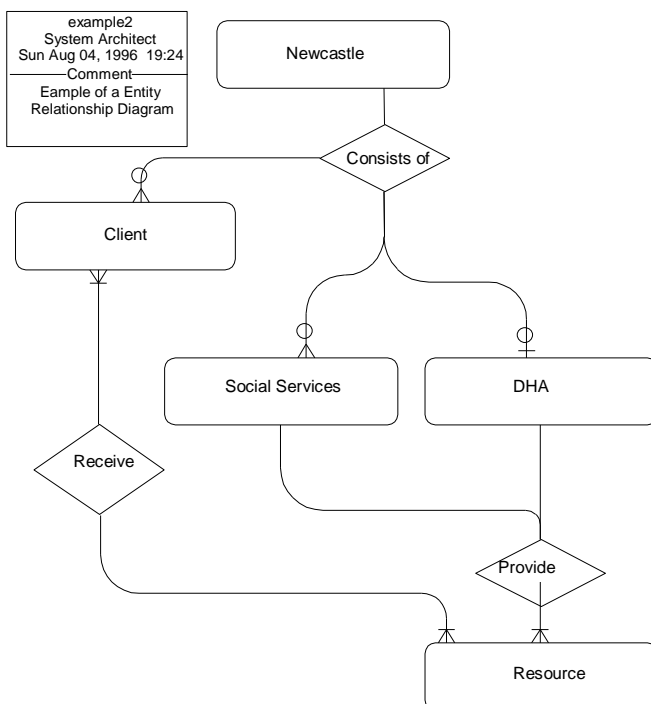 example2
System Architect
Sun Aug 04, 1996  19:24
Comment
Eample of a Entity
Relationship Diagram
Newcastle
Consists of
Client
Social Services
DHA
Receive
Provide
Resource